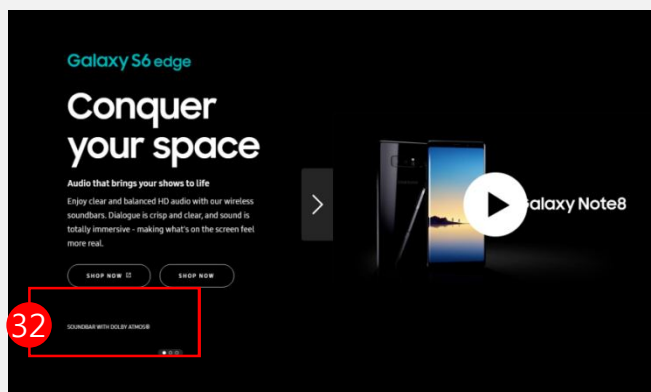 Galaxy S6 edge
Conquer
your space
Audio that brings your shows to life
Enjoy clear and balanced HD audio with our wireless
soundbars. Dialogue is crisp and clear, and sound is
totally immersive - making what's on the screen feel
more real.
SHOP NOW
SHOP NOW
alaxy Note8
32
SOUNDBAR WITH DOLBY ATMOS®